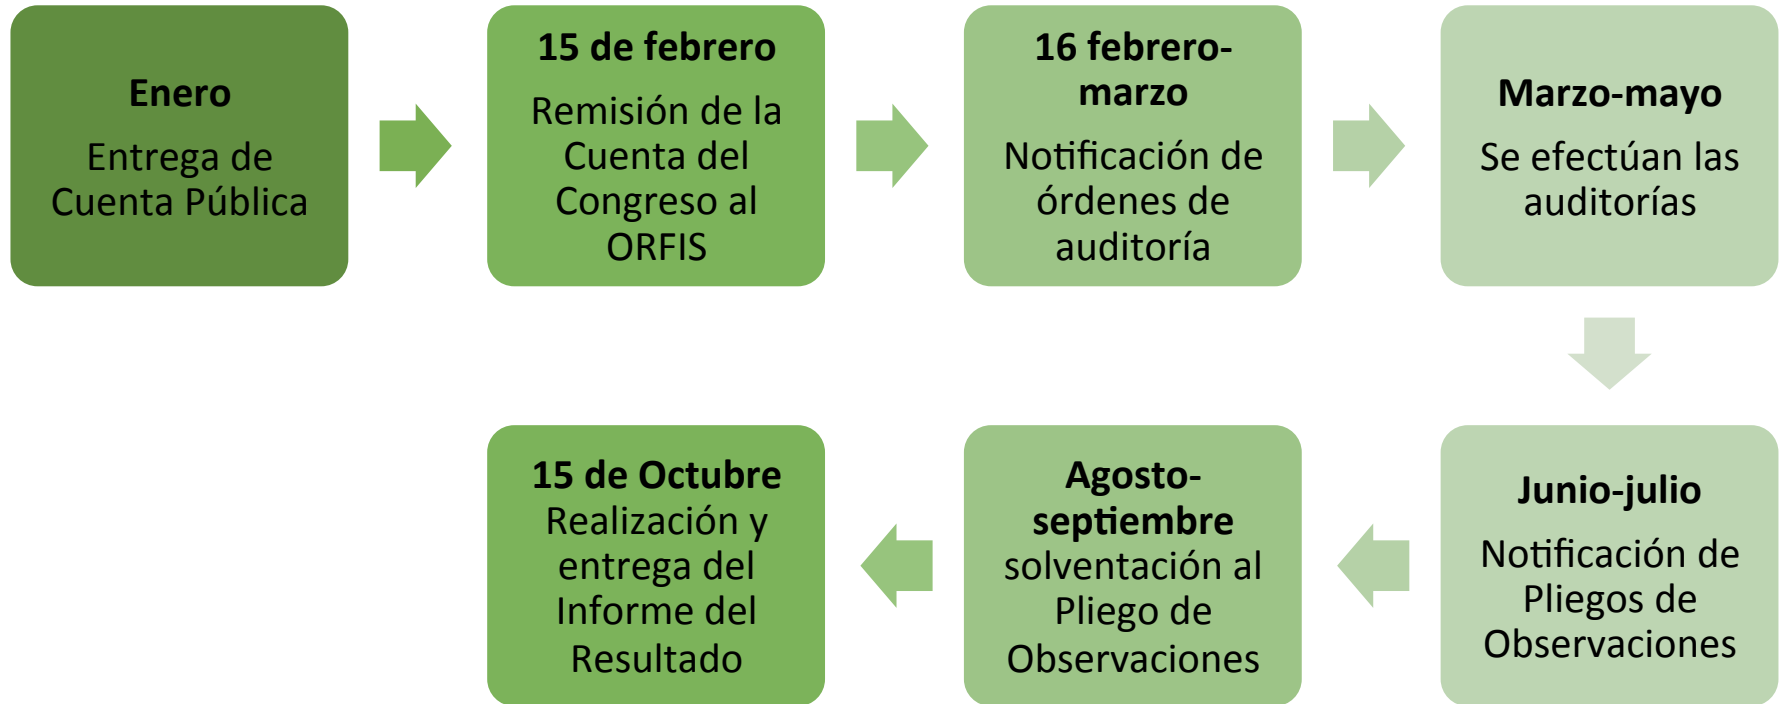 Enero
Entrega de
Cuenta Pública
15 de febrero
Remisión de la
Cuenta del
Congreso al
ORFIS
16 febrero-
marzo
Notificación de
órdenes de
auditoría
Marzo-mayo
Se efectúan las
auditorías
Junio-julio
Notificación de
Pliegos de
Observaciones
Agosto-
septiembre
solventación al
Pliego de
Observaciones
15 de Octubre
Realización y
entrega del
Informe del
Resultado